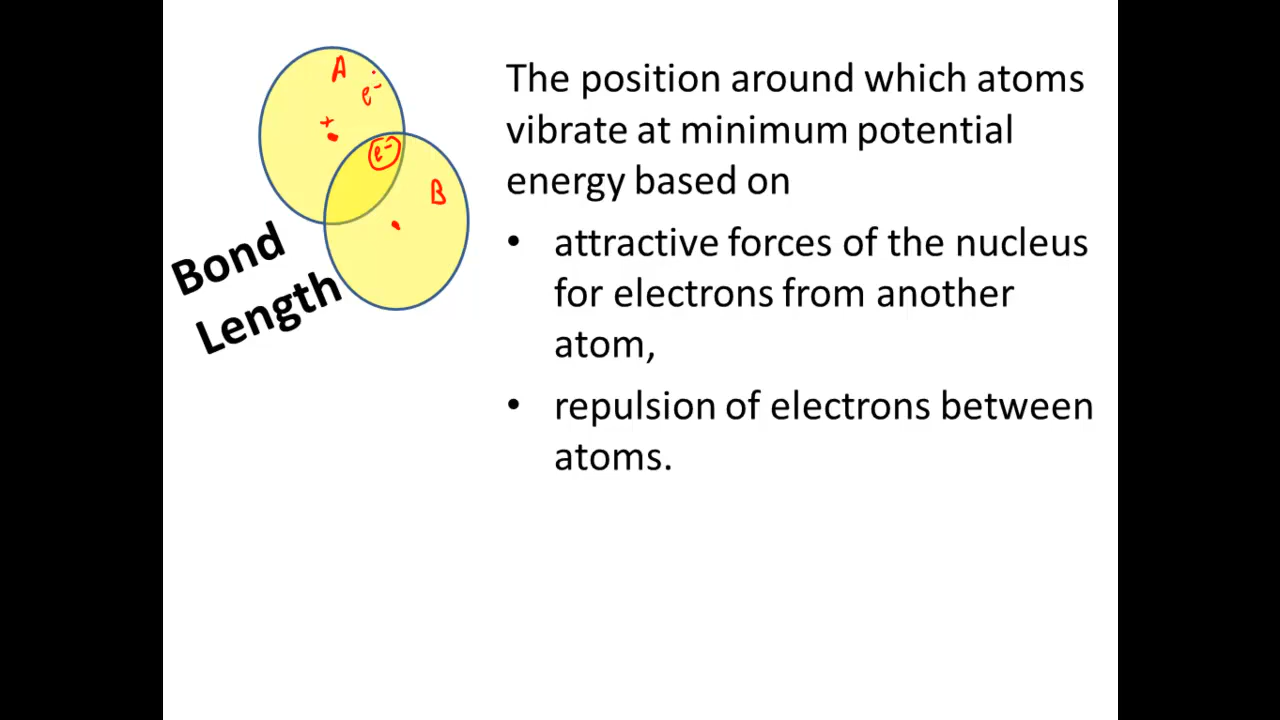 A
e-
+
e-
B
Bond
Length
The position around which atoms
vibrate at minimum potential
energy based on
• attractive forces of the nucleus
for electrons from another
atom,
• repulsion of electrons between
atoms.